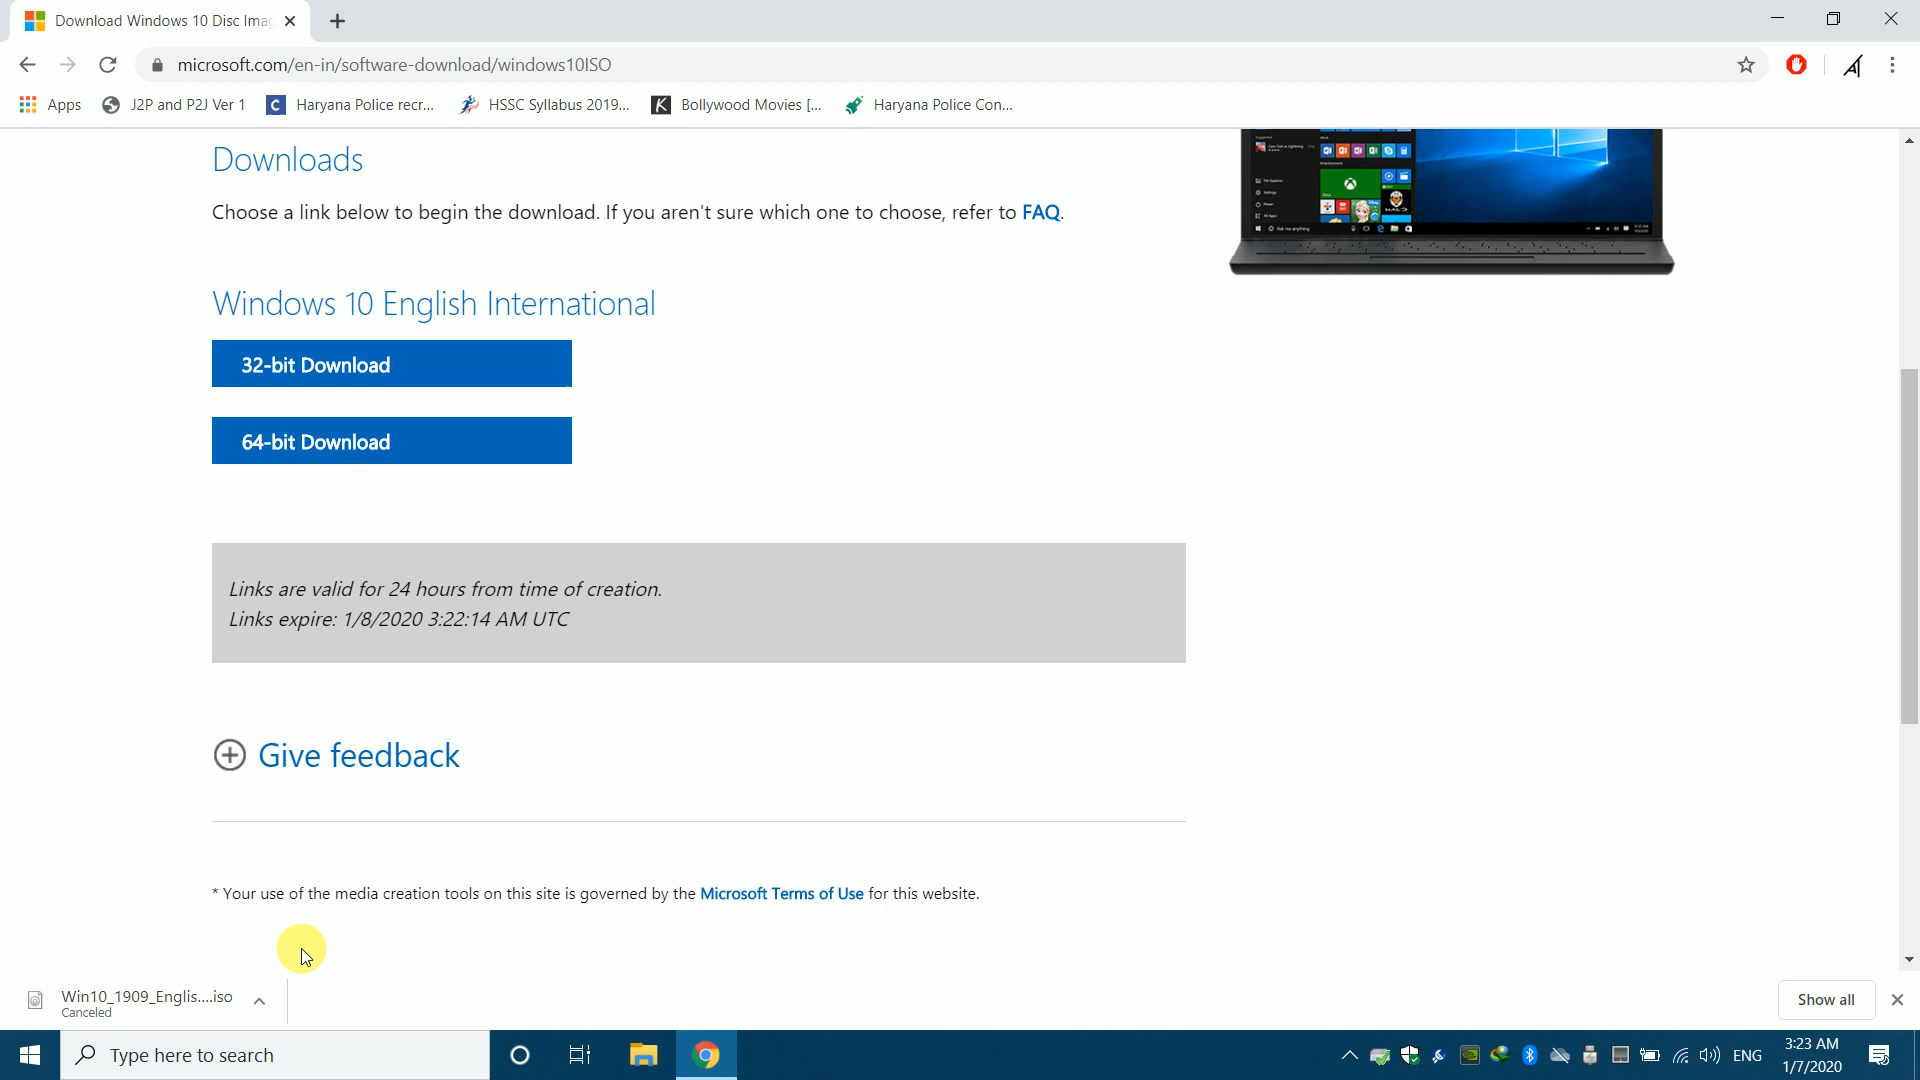 Download Windows 10 Disc Imag
microsoft.com/en-in/software-download/windows10ISO
Apps
J2P and P2J Ver 1
Haryana Police recr...
HSSC Syllabus 2019...
Bollywood Movies [...
Haryana Police Con...
Downloads
Choose a link below to begin the download. If you aren't sure which one to choose, refer to FAQ.
Windows 10 English International
32-bit Download
64-bit Download
Links are valid for 24 hours from time of creation.
Links expire: 1/8/2020 3:22:14 AM UTC
Give feedback
* Your use of the media creation tools on this site is governed by the Microsoft Terms of Use for this website.
Win10_1909_Englis....iso
Canceled
Show all
Type here to search
ENG
3:23 AM
1/7/2020